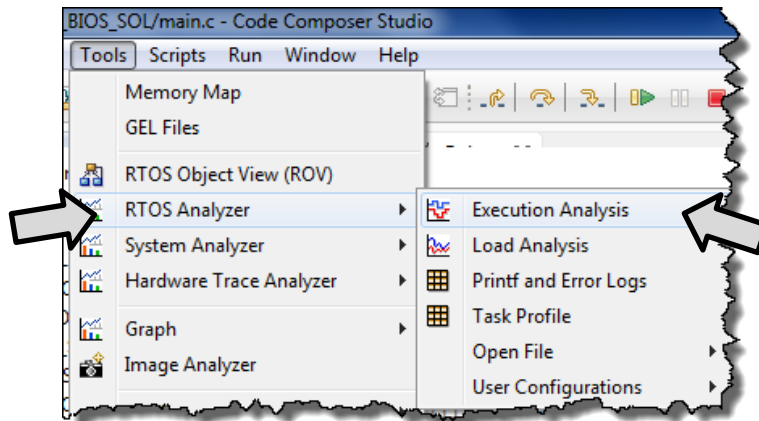 _BIOS_SOL/main.c - Code Composer Studio
Tools Scripts Run Window Help
Memory Map
GEL Files
RTOS Object View (ROV)
RTOS Analyzer
System Analyzer
Hardware Trace Analyzer
Graph
Image Analyzer
Execution Analysis
Load Analysis
Printf and Error Logs
Task Profile
Open File
User Configurations